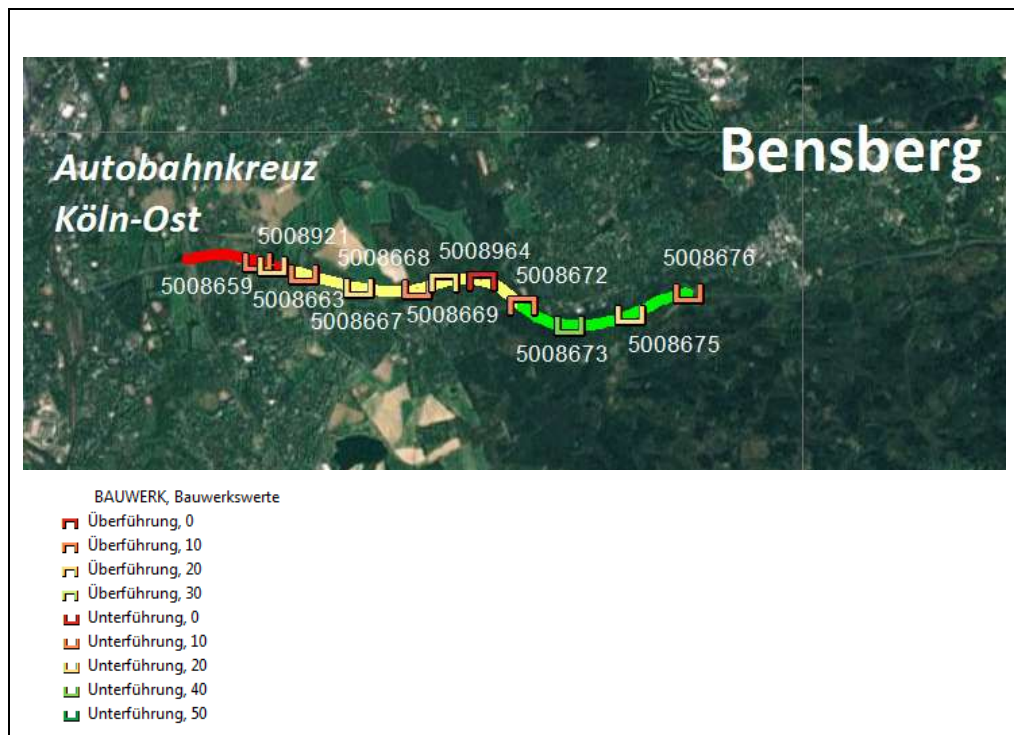 Bensberg
Autobahnkreuz
Köln-Ost
5008921
5008668
5008964
5008672
5008676
5008659
5008663
5008667
5008669
5008673
5008675
BAUWERK, Bauwerkswerte
Überführung, 0
Überführung, 10
Überführung, 20
Überführung, 30
Unterführung, 0
Unterführung, 10
Unterführung, 20
Unterführung, 40
Unterführung, 50